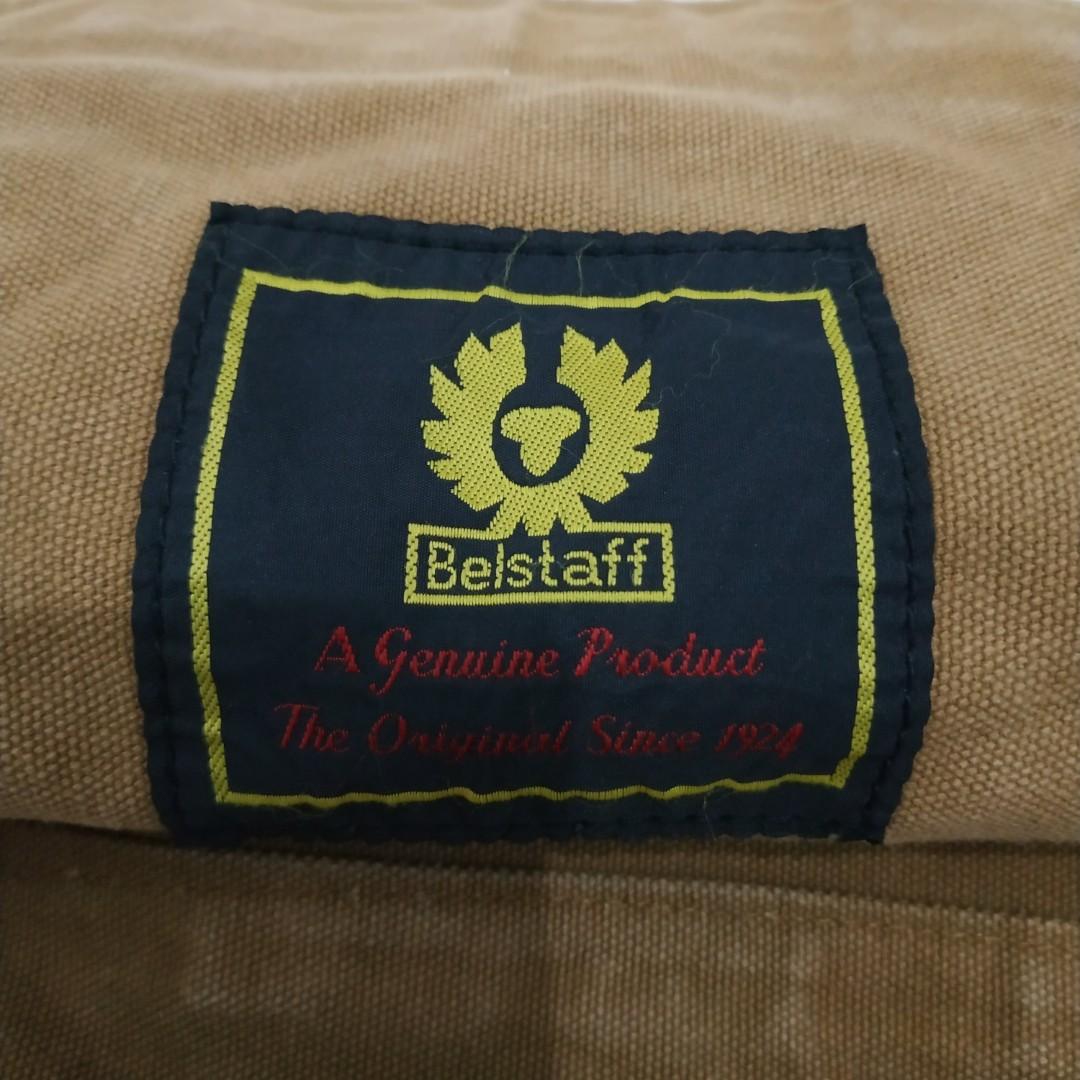 Belstaff
A Genuine Product
The Original Since 1924